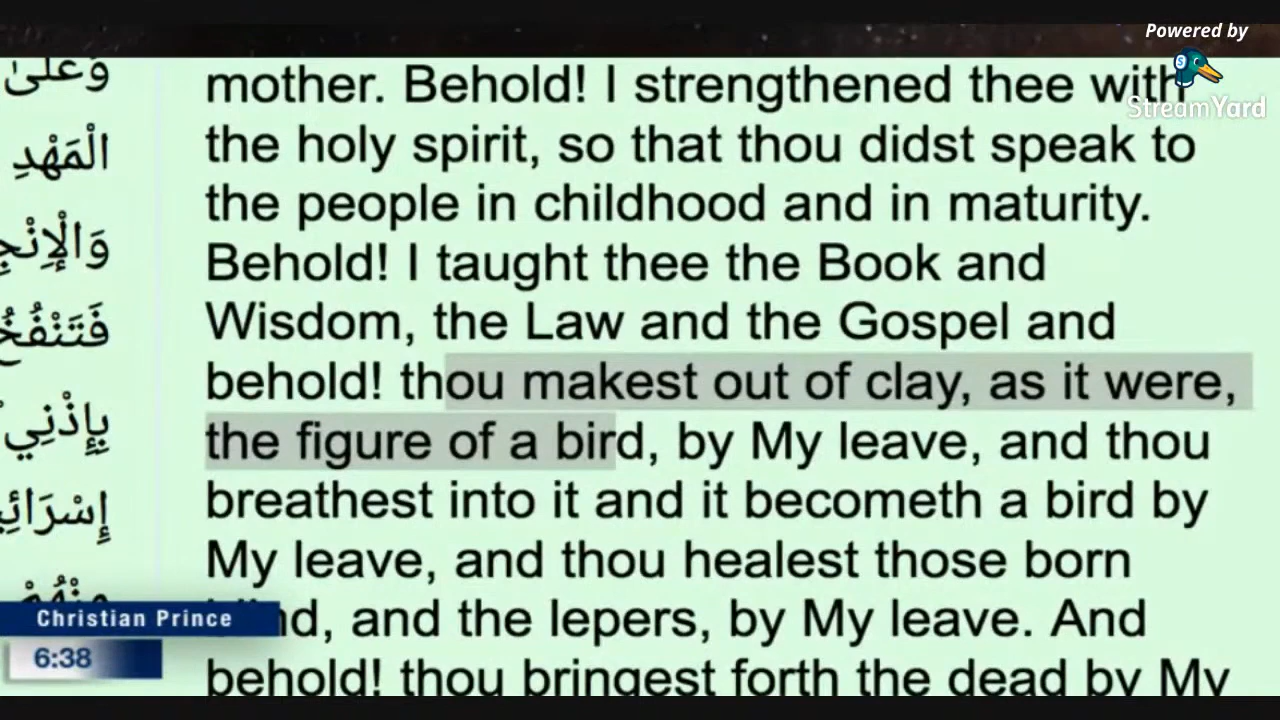 Powered by
StreamYard
mother. Behold! I strengthened thee with
the holy spirit, so that thou didst speak to
the people in childhood and in maturity.
Behold! I taught thee the Book and
Wisdom, the Law and the Gospel and
behold! thou makest out of clay, as it were,
the figure of a bird, by My leave, and thou
breathest into it and it becometh a bird by
My leave, and thou healest those born
blind, and the lepers, by My leave. And
behold! thou bringest forth the dead by My
وَعَلَىٰ
الْمَهْدِ
بِإِذْنِي
Christian Prince
6:38